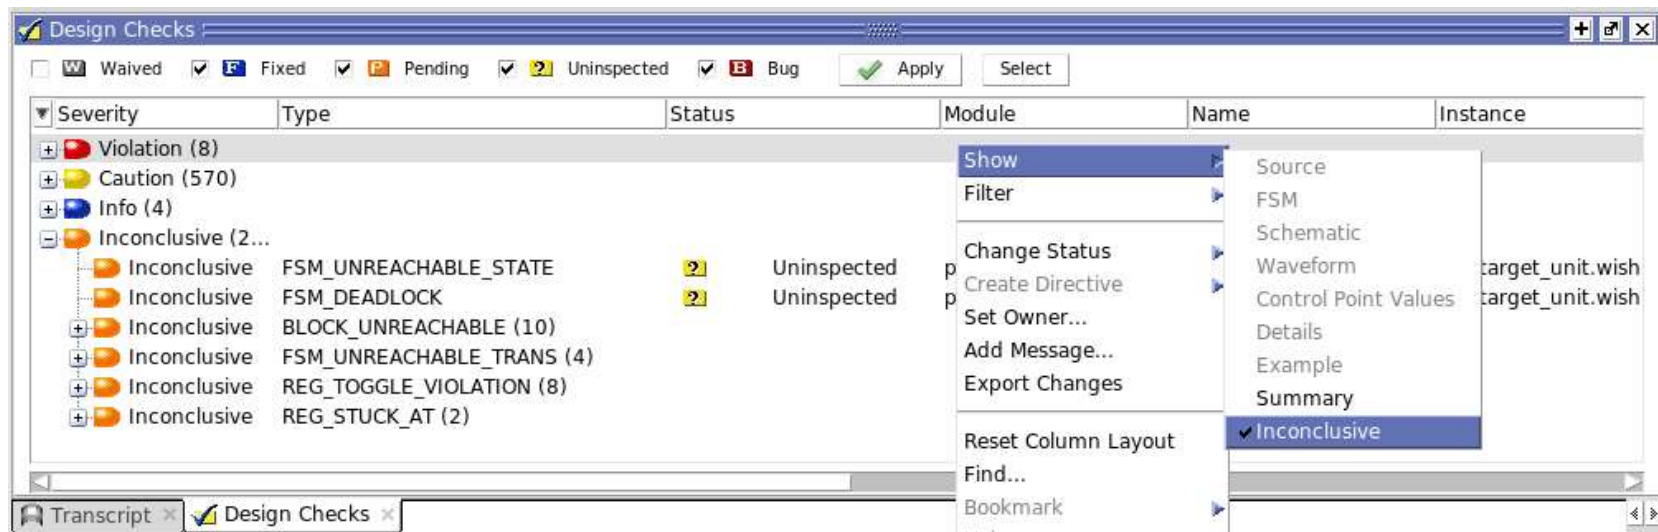 Design Checks
W Waived F Fixed P Pending ? Uninspected B Bug Apply Select
Severity Type Status Module Name Instance
Violation (8)
Caution (570)
Info (4)
Inconclusive (2...
Inconclusive FSM_UNREACHABLE_STATE ? Uninspected p target_unit.wish
Inconclusive FSM_DEADLOCK ? Uninspected p target_unit.wish
Inconclusive BLOCK_UNREACHABLE (10)
Inconclusive FSM_UNREACHABLE_TRANS (4)
Inconclusive REG_TOGGLE_VIOLATION (8)
Inconclusive REG_STUCK_AT (2)
Show
Filter
Change Status
Create Directive
Set Owner...
Add Message...
Export Changes
Reset Column Layout
Find...
Bookmark
Source
FSM
Schematic
Waveform
Control Point Values
Details
Example
Summary
Inconclusive
Transcript Design Checks